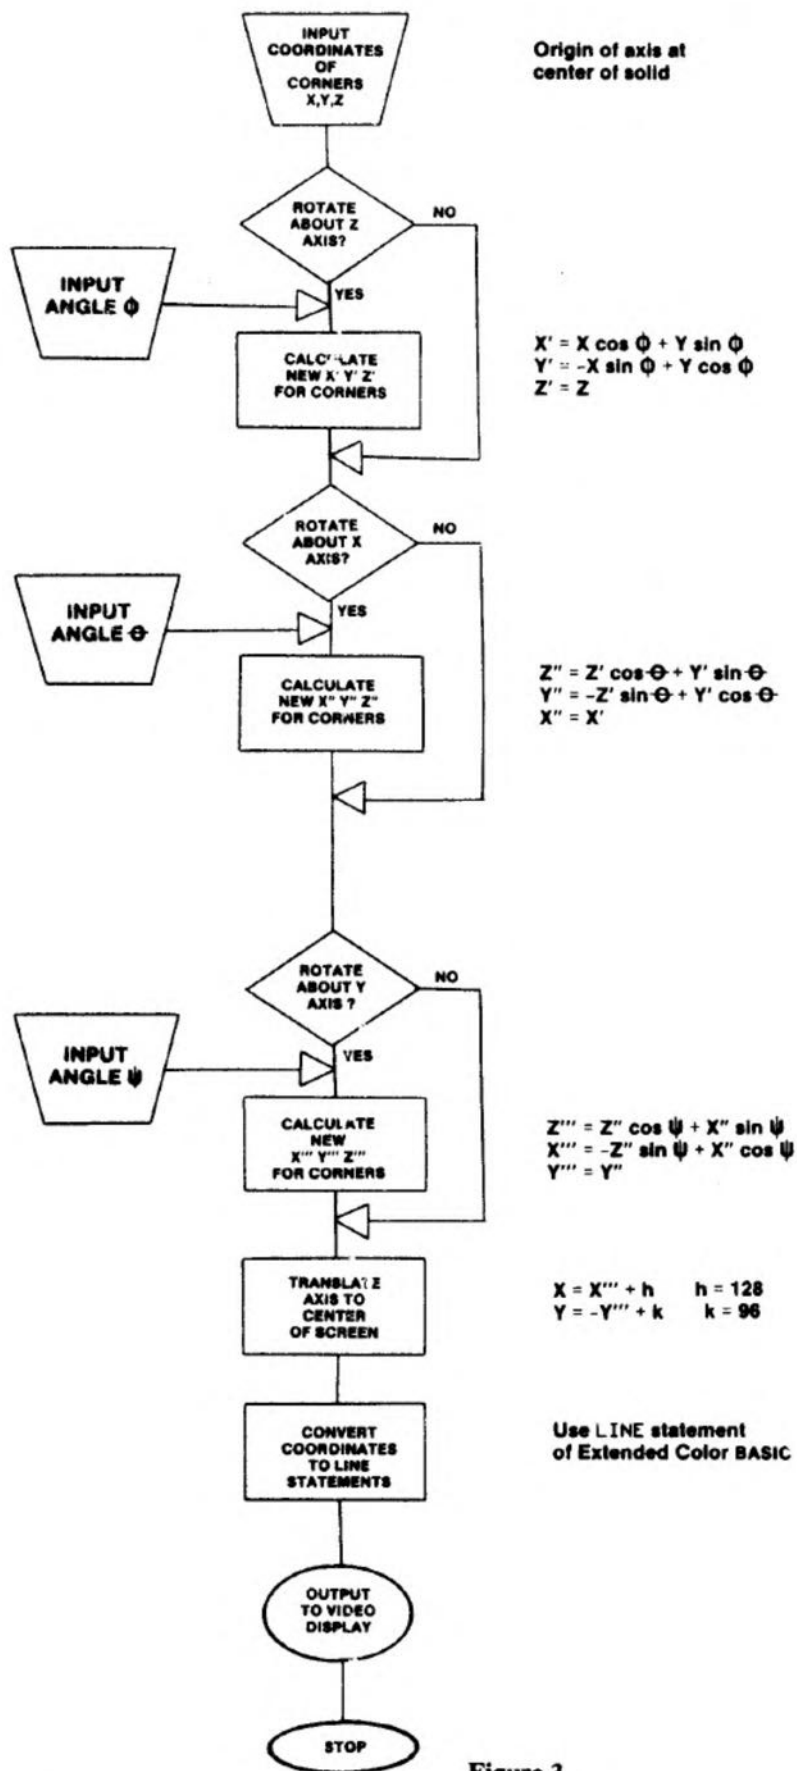 INPUT
COORDINATES
OF
CORNERS
X,Y,Z
Origin of axis at
center of solid
ROTATE
ABOUT Z
AXIS?
NO
YES
INPUT
ANGLE ϕ
CALCULATE
NEW X' Y' Z'
FOR CORNERS
X' = X cos ϕ + Y sin ϕ
Y' = -X sin ϕ + Y cos ϕ
Z' = Z
ROTATE
ABOUT X
AXIS?
NO
YES
INPUT
ANGLE Θ
CALCULATE
NEW X" Y" Z"
FOR CORNERS
Z" = Z' cos Θ + Y' sin Θ
Y" = -Z' sin Θ + Y' cos Θ
X" = X'
ROTATE
ABOUT Y
AXIS ?
NO
YES
INPUT
ANGLE ψ
CALCULATE
NEW
X''' Y''' Z'''
FOR CORNERS
Z''' = Z" cos ψ + X" sin ψ
X''' = -Z" sin ψ + X" cos ψ
Y''' = Y"
TRANSLATE
AXIS TO
CENTER
OF SCREEN
X = X''' + h h = 128
Y = -Y''' + k k = 96
CONVERT
COORDINATES
TO LINE
STATEMENTS
Use LINE statement
of Extended Color BASIC
OUTPUT
TO VIDEO
DISPLAY
STOP
Figure